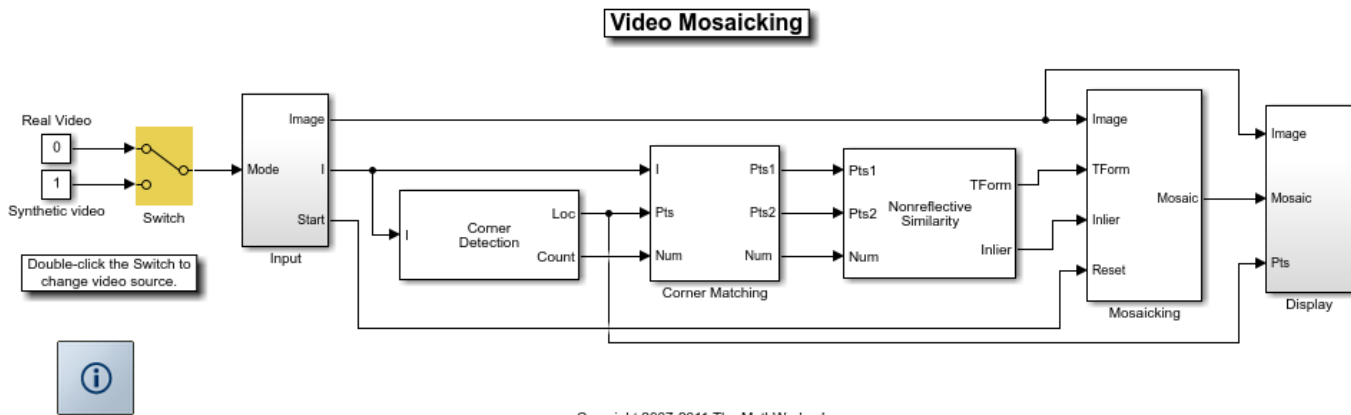 Video Mosaicking
Real Video
0
1
Synthetic video
Switch
Double-click the Switch to
change video source.
Mode
Image
I
Start
Input
I
Corner
Detection
Loc
Count
I
Pts
Num
Pts1
Pts2
Num
Corner Matching
Pts1
Pts2
Num
Nonreflective
Similarity
TForm
Inlier
Image
TForm
Inlier
Reset
Mosaic
Mosaicking
Image
Mosaic
Pts
Display
i